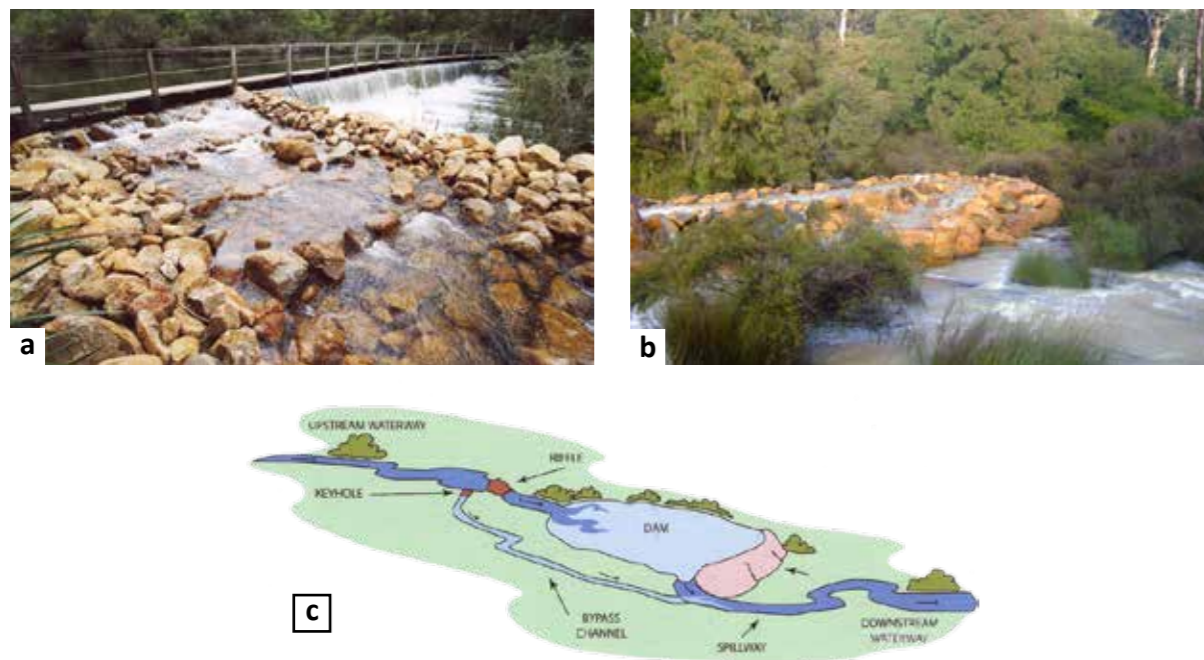 a
b
UPSTREAM WATERWAY
RIFFLE
KEYHOLE
DAM
c
BYPASS
CHANNEL
SPILLWAY
DOWNSTREAM
WATERWAY